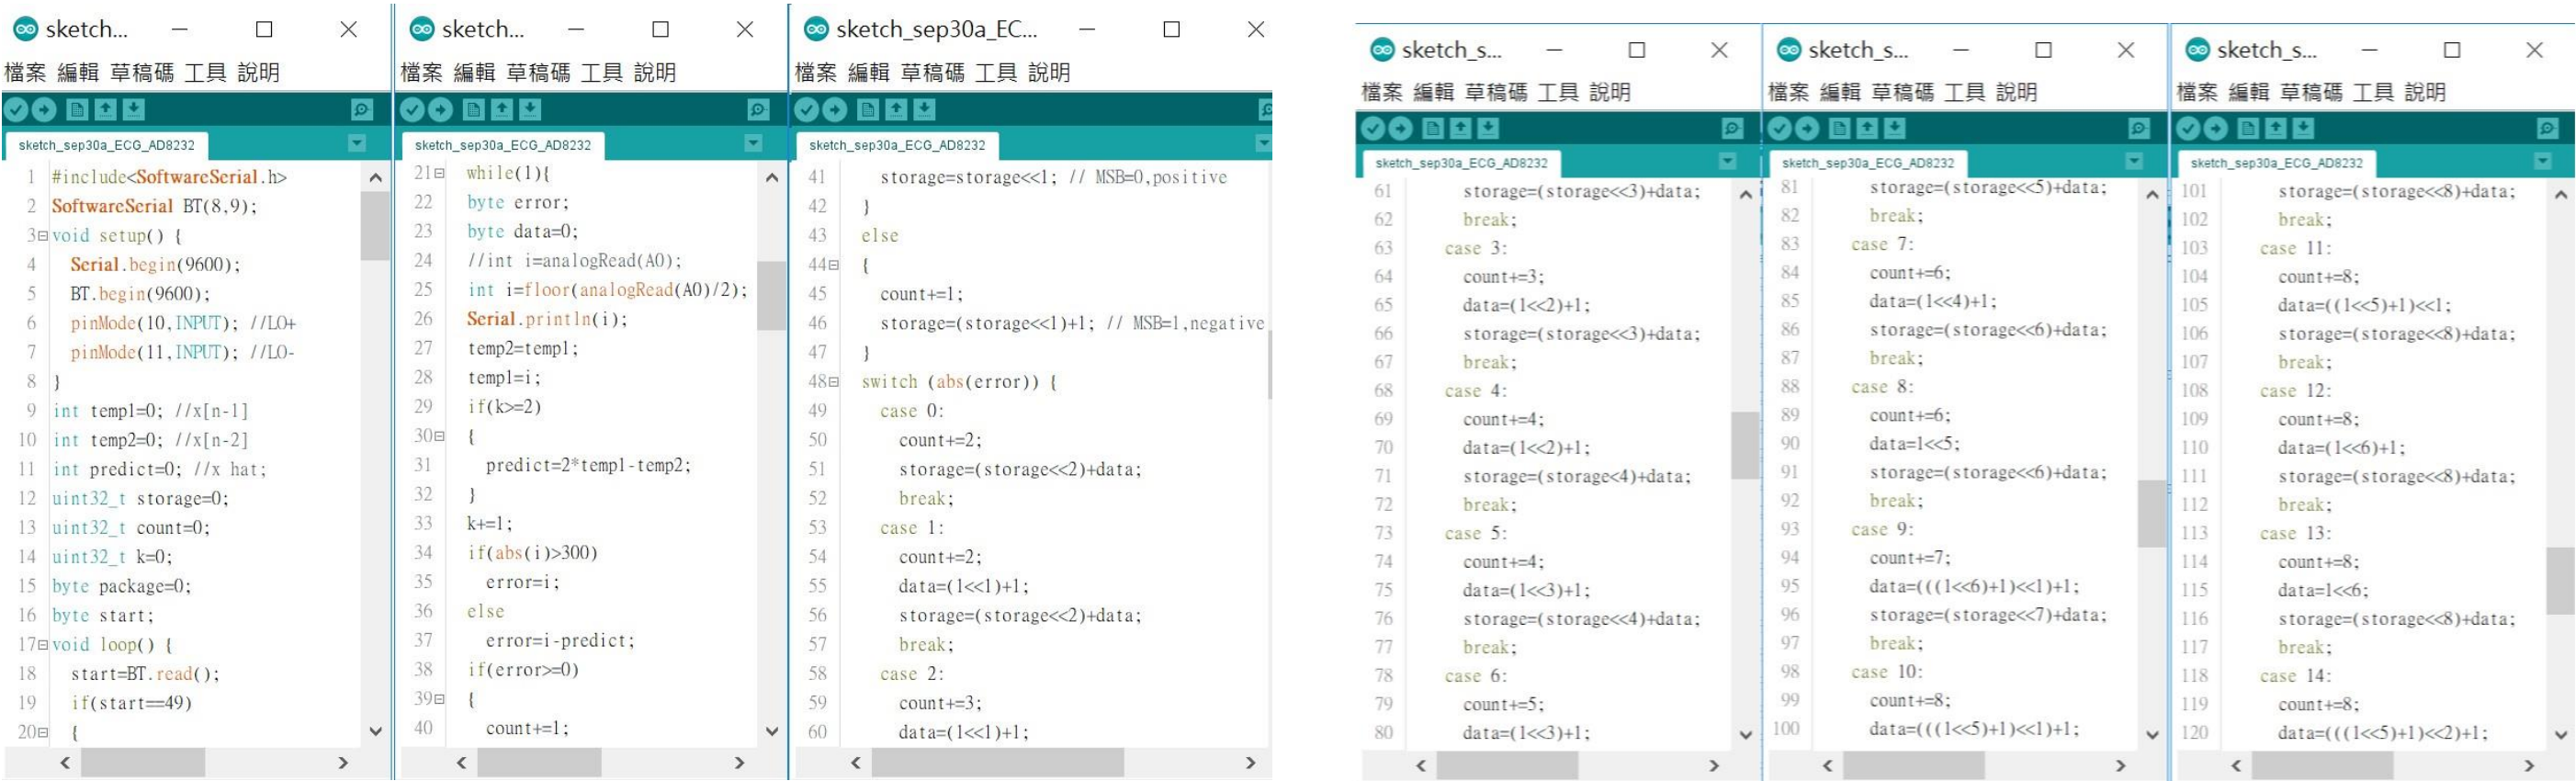 sketch...
檔案 編輯 草稿碼 工具 說明
sketch_sep30a_ECG_AD8232
1 #include<SoftwareSerial.h>
2 SoftwareSerial BT(8,9);
3 void setup() {
4 Serial.begin(9600);
5 BT.begin(9600);
6 pinMode(10,INPUT); //LO+
7 pinMode(11,INPUT); //LO-
8 }
9 int temp1=0; //x[n-1]
10 int temp2=0; //x[n-2]
11 int predict=0; //x hat;
12 uint32_t storage=0;
13 uint32_t count=0;
14 uint32_t k=0;
15 byte package=0;
16 byte start;
17 void loop() {
18 start=BT.read();
19 if(start==49)
20 {
sketch...
檔案 編輯 草稿碼 工具 說明
sketch_sep30a_ECG_AD8232
21 while(1){
22 byte error;
23 byte data=0;
24 //int i=analogRead(A0);
25 int i=floor(analogRead(A0)/2);
26 Serial.println(i);
27 temp2=temp1;
28 temp1=i;
29 if(k>=2)
30 {
31 predict=2*temp1-temp2;
32 }
33 k+=1;
34 if(abs(i)>300)
35 error=i;
36 else
37 error=i-predict;
38 if(error>=0)
39 {
40 count+=1;
sketch_sep30a_EC...
檔案 編輯 草稿碼 工具 說明
sketch_sep30a_ECG_AD8232
41 storage=storage<<1; // MSB=0,positive
42 }
43 else
44 {
45 count+=1;
46 storage=(storage<<1)+1; // MSB=1,negative
47 }
48 switch (abs(error)) {
49 case 0:
50 count+=2;
51 storage=(storage<<2)+data;
52 break;
53 case 1:
54 count+=2;
55 data=(1<<1)+1;
56 storage=(storage<<2)+data;
57 break;
58 case 2:
59 count+=3;
60 data=(1<<1)+1;
sketch_s...
檔案 編輯 草稿碼 工具 說明
sketch_sep30a_ECG_AD8232
61 storage=(storage<<3)+data;
62 break;
63 case 3:
64 count+=3;
65 data=(1<<2)+1;
66 storage=(storage<<3)+data;
67 break;
68 case 4:
69 count+=4;
70 data=(1<<2)+1;
71 storage=(storage<4)+data;
72 break;
73 case 5:
74 count+=4;
75 data=(1<<3)+1;
76 storage=(storage<<4)+data;
77 break;
78 case 6:
79 count+=5;
80 data=(1<<3)+1;
sketch_s...
檔案 編輯 草稿碼 工具 說明
sketch_sep30a_ECG_AD8232
81 storage=(storage<<5)+data;
82 break;
83 case 7:
84 count+=6;
85 data=(1<<4)+1;
86 storage=(storage<<6)+data;
87 break;
88 case 8:
89 count+=6;
90 data=1<<5;
91 storage=(storage<<6)+data;
92 break;
93 case 9:
94 count+=7;
95 data=(((1<<6)+1)<<1)+1;
96 storage=(storage<<7)+data;
97 break;
98 case 10:
99 count+=8;
100 data=(((1<<5)+1)<<1)+1;
sketch_s...
檔案 編輯 草稿碼 工具 說明
sketch_sep30a_ECG_AD8232
101 storage=(storage<<8)+data;
102 break;
103 case 11:
104 count+=8;
105 data=((1<<5)+1)<<1;
106 storage=(storage<<8)+data;
107 break;
108 case 12:
109 count+=8;
110 data=(1<<6)+1;
111 storage=(storage<<8)+data;
112 break;
113 case 13:
114 count+=8;
115 data=1<<6;
116 storage=(storage<<8)+data;
117 break;
118 case 14:
119 count+=8;
120 data=(((1<<5)+1)<<2)+1;